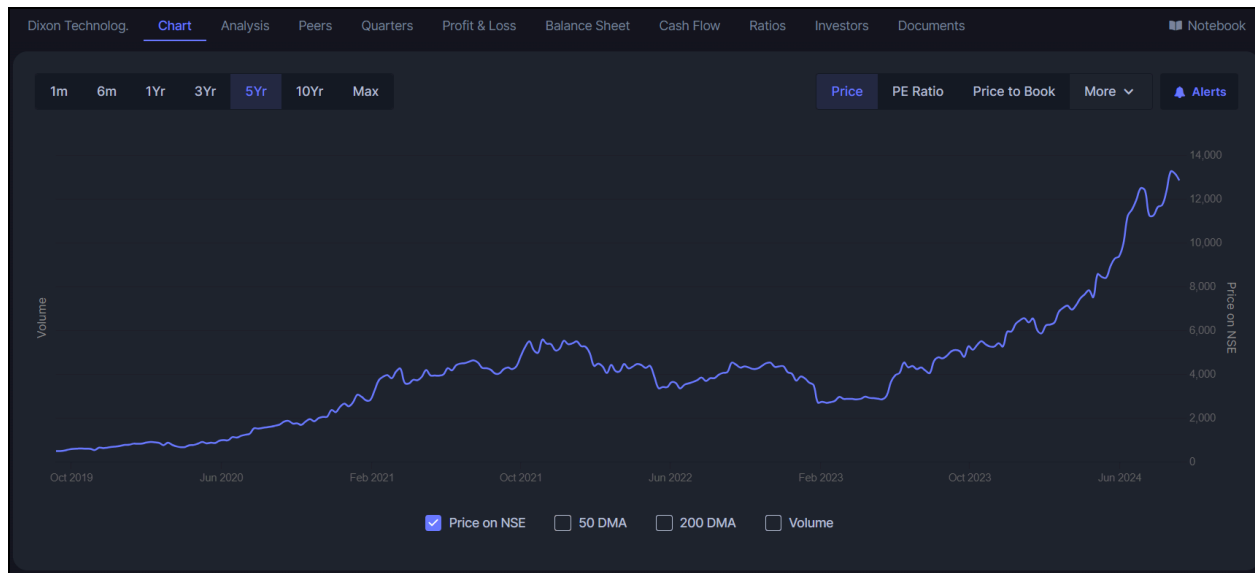 Dixon Technolog. Chart Analysis Peers Quarters Profit & Loss Balance Sheet Cash Flow Ratios Investors Documents Notebook
1m 6m 1Yr 3Yr 5Yr 10Yr Max Price PE Ratio Price to Book More Alerts
14,000
12,000
10,000
8,000
6,000
4,000
2,000
0
Volume
Price on NSE
Oct 2019 Jun 2020 Feb 2021 Oct 2021 Jun 2022 Feb 2023 Oct 2023 Jun 2024
Price on NSE 50 DMA 200 DMA Volume